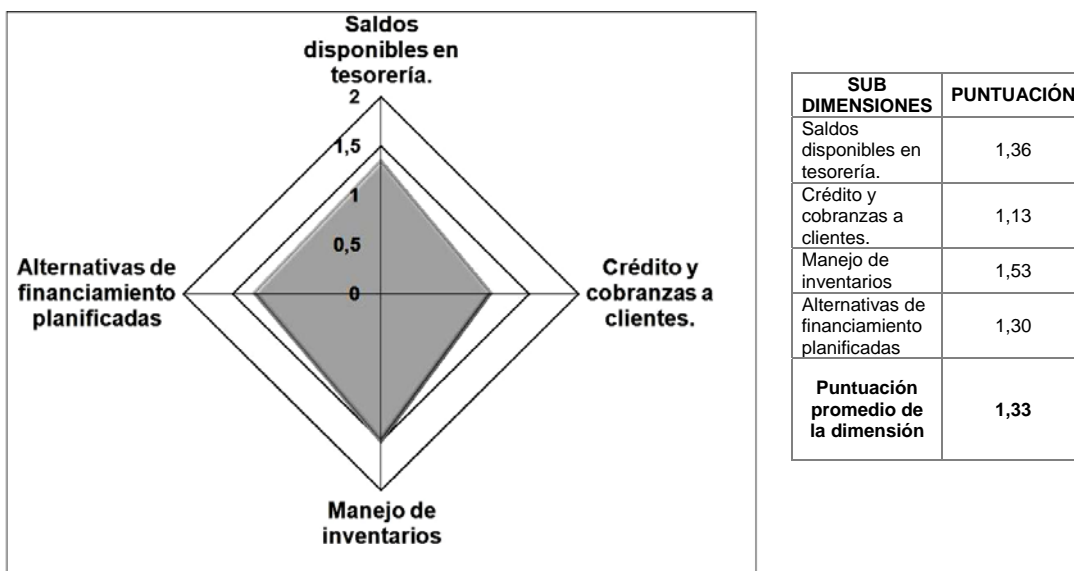 Saldos
disponibles en
tesorería.
2
1,5
1
0,5
0
Alternativas de
financiamiento
planificadas
Crédito y
cobranzas a
clientes.
Manejo de
inventarios
SUB
DIMENSIONES
PUNTUACIÓN
Saldos
disponibles en
tesorería.
1,36
Crédito y
cobranzas a
clientes.
1,13
Manejo de
inventarios
1,53
Alternativas de
financiamiento
planificadas
1,30
Puntuación
promedio de
la dimensión
1,33